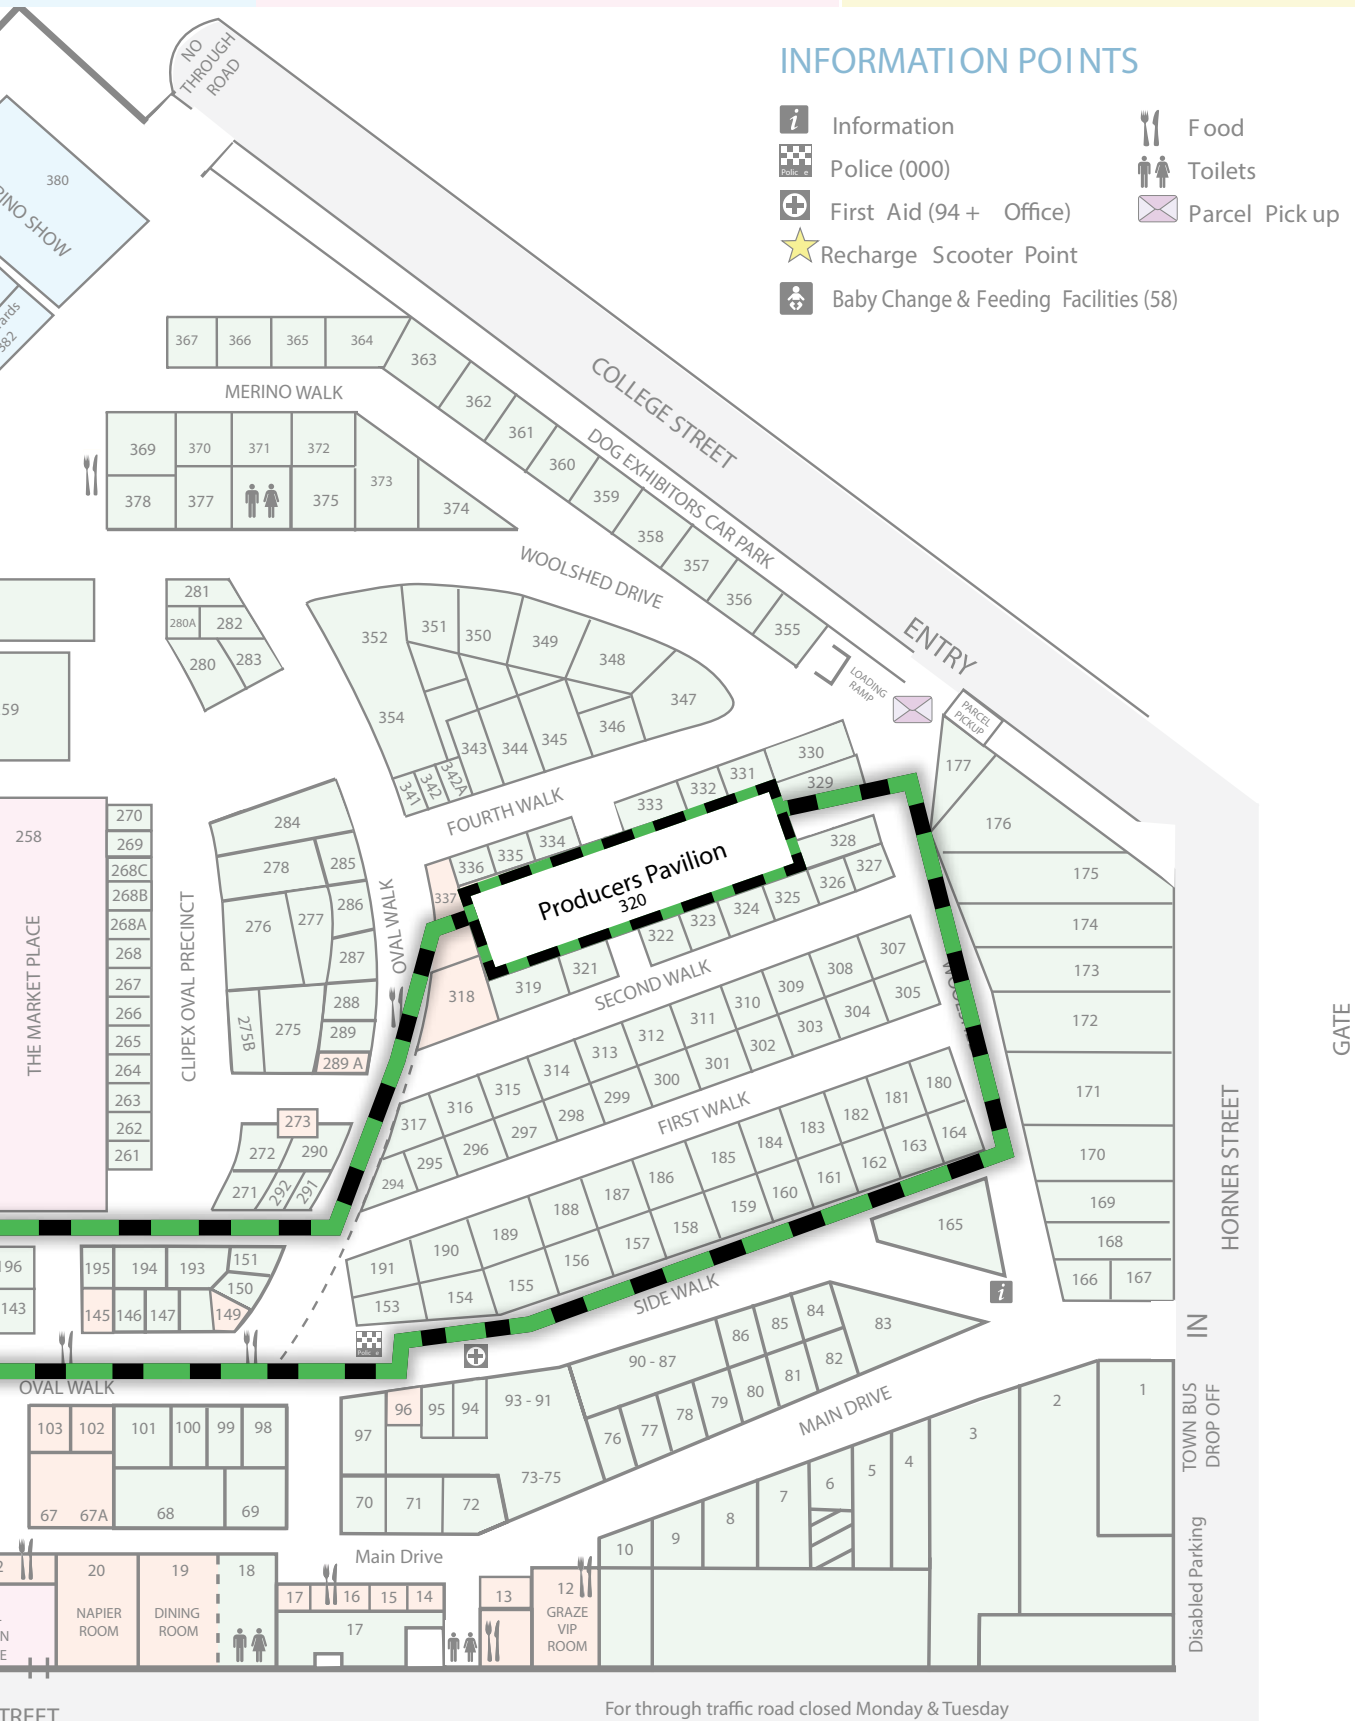 NO
THROUGH
ROAD
INFORMATION POINTS
i Information
Police (000)
First Aid (94 + Office)
Recharge Scooter Point
Baby Change & Feeding Facilities (58)
Food
Toilets
Parcel Pick up
380
RINO SHOW
ards
382
367 366 365 364 363 362 361 360 359 358 357 356 355
MERINO WALK
COLLEGE STREET
DOG EXHIBITORS CAR PARK
ENTRY
369 370 371 372 373 374
378 377 375
WOOLSHED DRIVE
LOADING
RAMP
PARCEL
PICKUP
281
280A 282
280 283
352 351 350 349 348 347
354 343 344 345 346
341 342 342A
59
258
THE MARKET PLACE
270
269
268C
268B
268A
268
267
266
265
264
263
262
261
CLIPEX OVAL PRECINCT
284
278 285
276 277 286
287
288
275B 275 289
289 A
OVAL WALK
FOURTH WALK
330
329
331
332
333
334
335
336
337
Producers Pavilion
320
328
327
326
325
324
323
322
321
319
318
SECOND WALK
307
308
309
310
311
312
313
314
315
316
317
305
304
303
302
301
300
299
298
297
296
295
294
FIRST WALK
180
181
182
183
184
185
186
187
188
189
190
191
164
163
162
161
160
159
158
157
156
155
154
153
177
176
175
174
173
172
171
170
169
168
166 167
165
273
272 290
271 292 291
196
143
195 194 193 151
150
145 146 147 149
Police
SIDE WALK
i
OVAL WALK
103 102 101 100 99 98
67 67A 68 69
97 96 95 94 93 - 91
90 - 87 86 85 84 83
76 77 78 79 80 81 82
73-75
70 71 72
MAIN DRIVE
Main Drive
1
2
3
4
5
6
7
8
9
10
2
20
NAPIER
ROOM
19
DINING
ROOM
18
17 16 15 14
17
13
12
GRAZE
VIP
ROOM
N
E
GATE
HORNER STREET
IN
TOWN BUS
DROP OFF
Disabled Parking
For through traffic road closed Monday & Tuesday
TREET